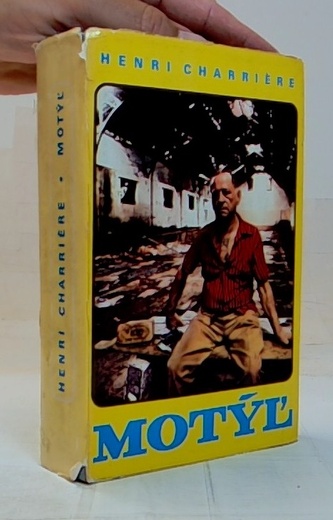 HENRI CHARRIÈRE
MOTÝĽ
HENRI CHARRIÈRE • MOTÝĽ